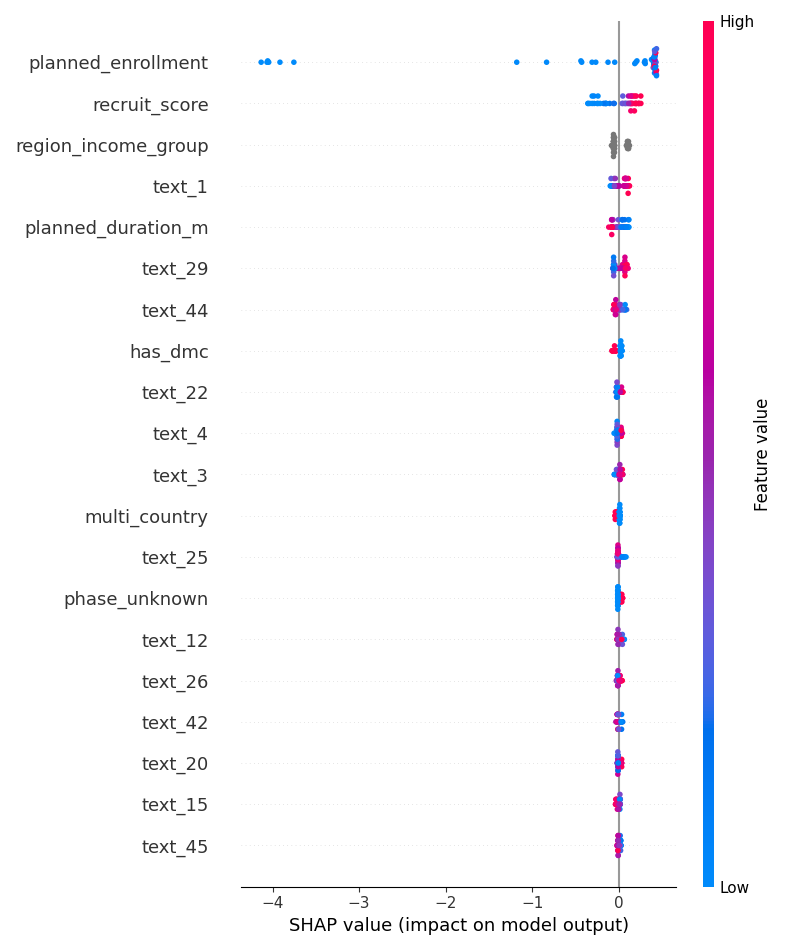 High
planned_enrollment
recruit_score
region_income_group
text_1
planned_duration_m
text_29
text_44
has_dmc
text_22
text_4
text_3
multi_country
text_25
phase_unknown
text_12
text_26
text_42
text_20
text_15
text_45
Feature value
Low
−4 −3 −2 −1 0
SHAP value (impact on model output)